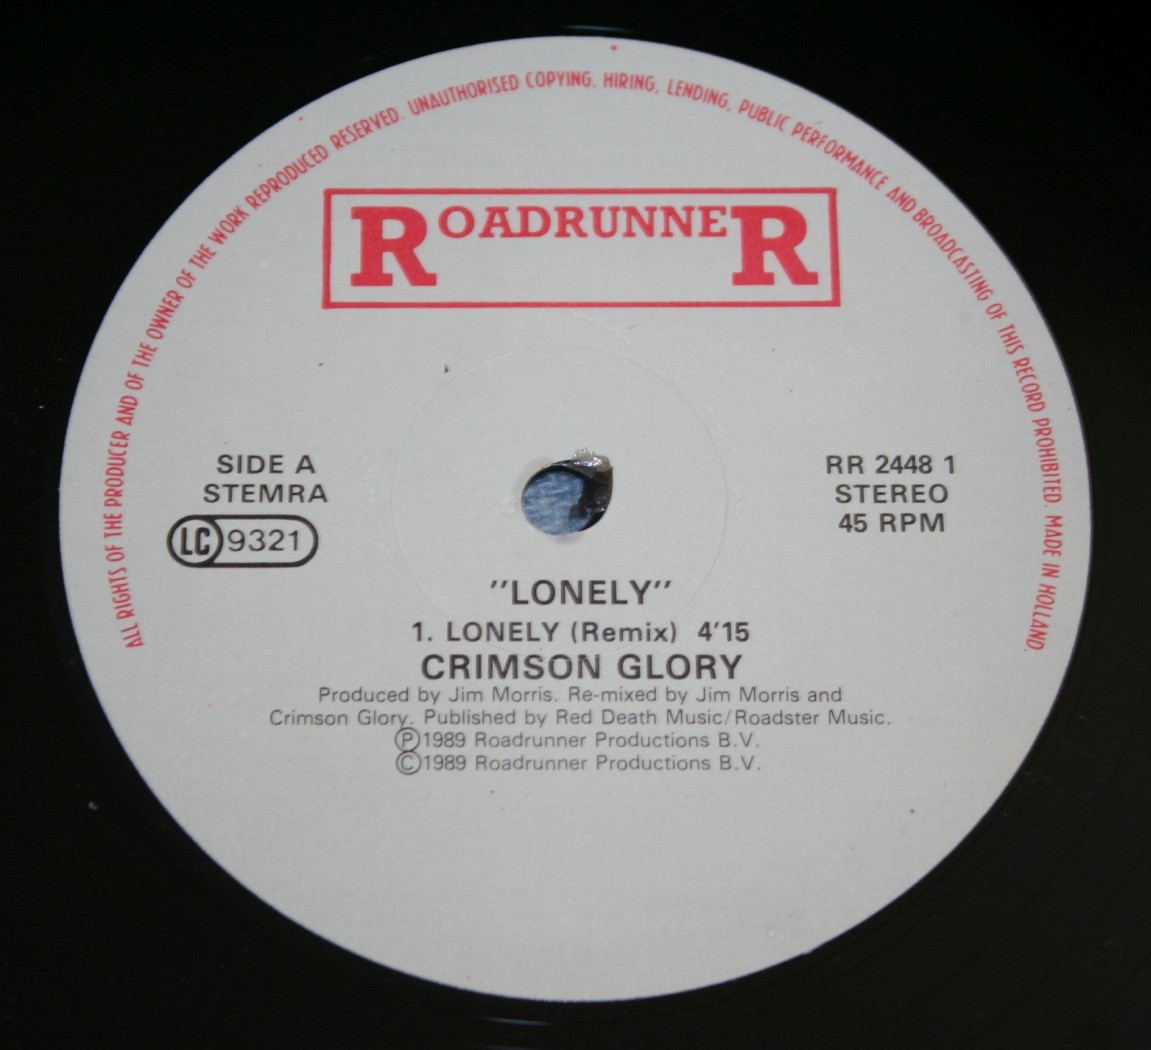 ALL RIGHTS OF THE PRODUCER AND OF THE OWNER OF THE WORK REPRODUCED RESERVED. UNAUTHORISED COPYING, HIRING, LENDING, PUBLIC PERFORMANCE AND BROADCASTING OF THIS RECORD PROHIBITED. MADE IN HOLLAND.
ROADRUNNER
SIDE A
STEMRA
LC 9321
RR 2448 1
STEREO
45 RPM
"LONELY"
1. LONELY (Remix) 4'15
CRIMSON GLORY
Produced by Jim Morris. Re-mixed by Jim Morris and
Crimson Glory. Published by Red Death Music/Roadster Music.
Ⓟ1989 Roadrunner Productions B.V.
©1989 Roadrunner Productions B.V.